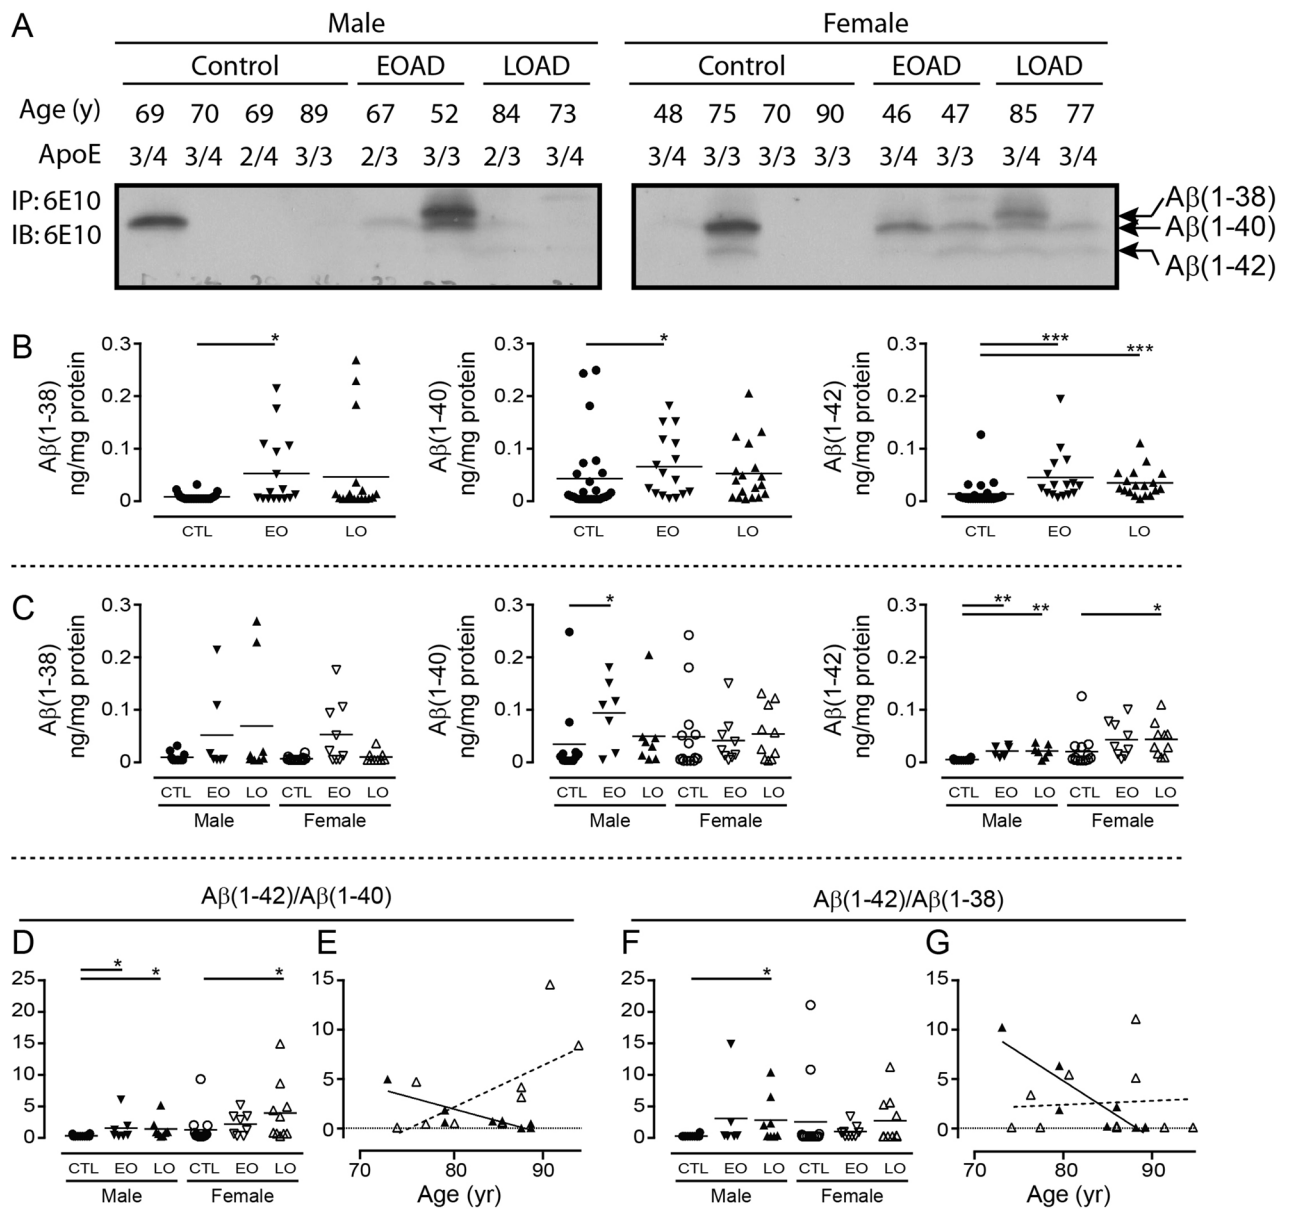 A
Male Female
Control EOAD LOAD Control EOAD LOAD
Age (y) 69 70 69 89 67 52 84 73 48 75 70 90 46 47 85 77
ApoE 3/4 3/4 2/4 3/3 2/3 3/3 2/3 3/4 3/4 3/3 3/3 3/3 3/4 3/3 3/4 3/4
IP: 6E10
IB: 6E10
Aβ(1-38)
Aβ(1-40)
Aβ(1-42)
B
Aβ(1-38)
ng/mg protein
0.3
0.2
0.1
0
*
CTL EO LO
Aβ(1-40)
ng/mg protein
0.3
0.2
0.1
0
*
CTL EO LO
Aβ(1-42)
ng/mg protein
0.3
0.2
0.1
0
***
***
CTL EO LO
C
Aβ(1-38)
ng/mg protein
0.3
0.2
0.1
0
CTL EO LO CTL EO LO
Male Female
Aβ(1-40)
ng/mg protein
0.3
0.2
0.1
0
*
CTL EO LO CTL EO LO
Male Female
Aβ(1-42)
ng/mg protein
0.3
0.2
0.1
0
**
**
*
CTL EO LO CTL EO LO
Male Female
Aβ(1-42)/Aβ(1-40)
Aβ(1-42)/Aβ(1-38)
D
25
20
15
10
5
0
*
*
*
CTL EO LO CTL EO LO
Male Female
E
15
10
5
0
70 80 90
Age (yr)
F
25
20
15
10
5
0
*
CTL EO LO CTL EO LO
Male Female
G
15
10
5
0
70 80 90
Age (yr)